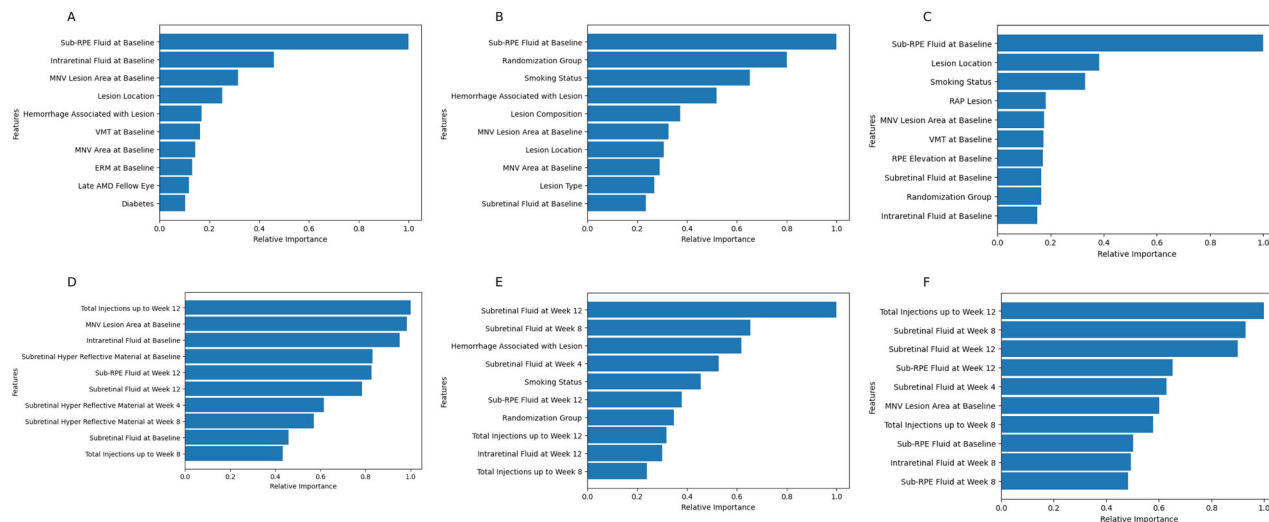 A
Features
Sub-RPE Fluid at Baseline
Intraretinal Fluid at Baseline
MNV Lesion Area at Baseline
Lesion Location
Hemorrhage Associated with Lesion
VMT at Baseline
MNV Area at Baseline
ERM at Baseline
Late AMD Fellow Eye
Diabetes
0.0 0.2 0.4 0.6 0.8 1.0
Relative Importance
B
Features
Sub-RPE Fluid at Baseline
Randomization Group
Smoking Status
Hemorrhage Associated with Lesion
Lesion Composition
MNV Lesion Area at Baseline
Lesion Location
MNV Area at Baseline
Lesion Type
Subretinal Fluid at Baseline
0.0 0.2 0.4 0.6 0.8 1.0
Relative Importance
C
Features
Sub-RPE Fluid at Baseline
Lesion Location
Smoking Status
RAP Lesion
MNV Lesion Area at Baseline
VMT at Baseline
RPE Elevation at Baseline
Subretinal Fluid at Baseline
Randomization Group
Intraretinal Fluid at Baseline
0.0 0.2 0.4 0.6 0.8 1.0
Relative Importance
D
Features
Total Injections up to Week 12
MNV Lesion Area at Baseline
Intraretinal Fluid at Baseline
Subretinal Hyper Reflective Material at Baseline
Sub-RPE Fluid at Week 12
Subretinal Fluid at Week 12
Subretinal Hyper Reflective Material at Week 4
Subretinal Hyper Reflective Material at Week 8
Subretinal Fluid at Baseline
Total Injections up to Week 8
0.0 0.2 0.4 0.6 0.8 1.0
Relative Importance
E
Features
Subretinal Fluid at Week 12
Subretinal Fluid at Week 8
Hemorrhage Associated with Lesion
Subretinal Fluid at Week 4
Smoking Status
Sub-RPE Fluid at Week 12
Randomization Group
Total Injections up to Week 12
Intraretinal Fluid at Week 12
Total Injections up to Week 8
0.0 0.2 0.4 0.6 0.8 1.0
Relative Importance
F
Features
Total Injections up to Week 12
Subretinal Fluid at Week 8
Subretinal Fluid at Week 12
Sub-RPE Fluid at Week 12
Subretinal Fluid at Week 4
MNV Lesion Area at Baseline
Total Injections up to Week 8
Sub-RPE Fluid at Baseline
Intraretinal Fluid at Week 8
Sub-RPE Fluid at Week 8
0.0 0.2 0.4 0.6 0.8 1.0
Relative Importance